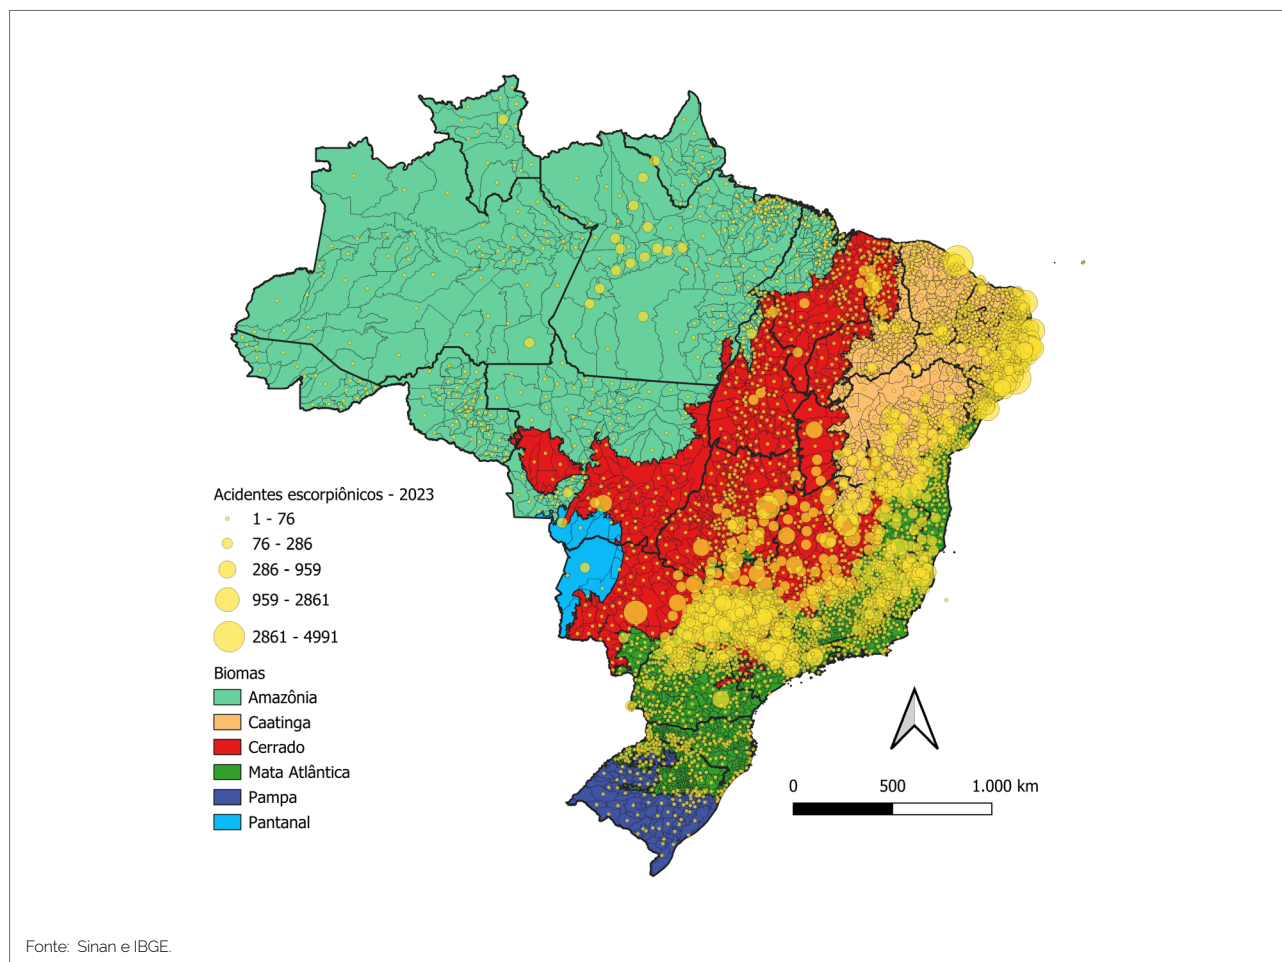 Acidentes escorpiônicos - 2023
1 - 76
76 - 286
286 - 959
959 - 2861
2861 - 4991
Biomas
Amazônia
Caatinga
Cerrado
Mata Atlântica
Pampa
Pantanal
0 500 1.000 km
Fonte: Sinan e IBGE.